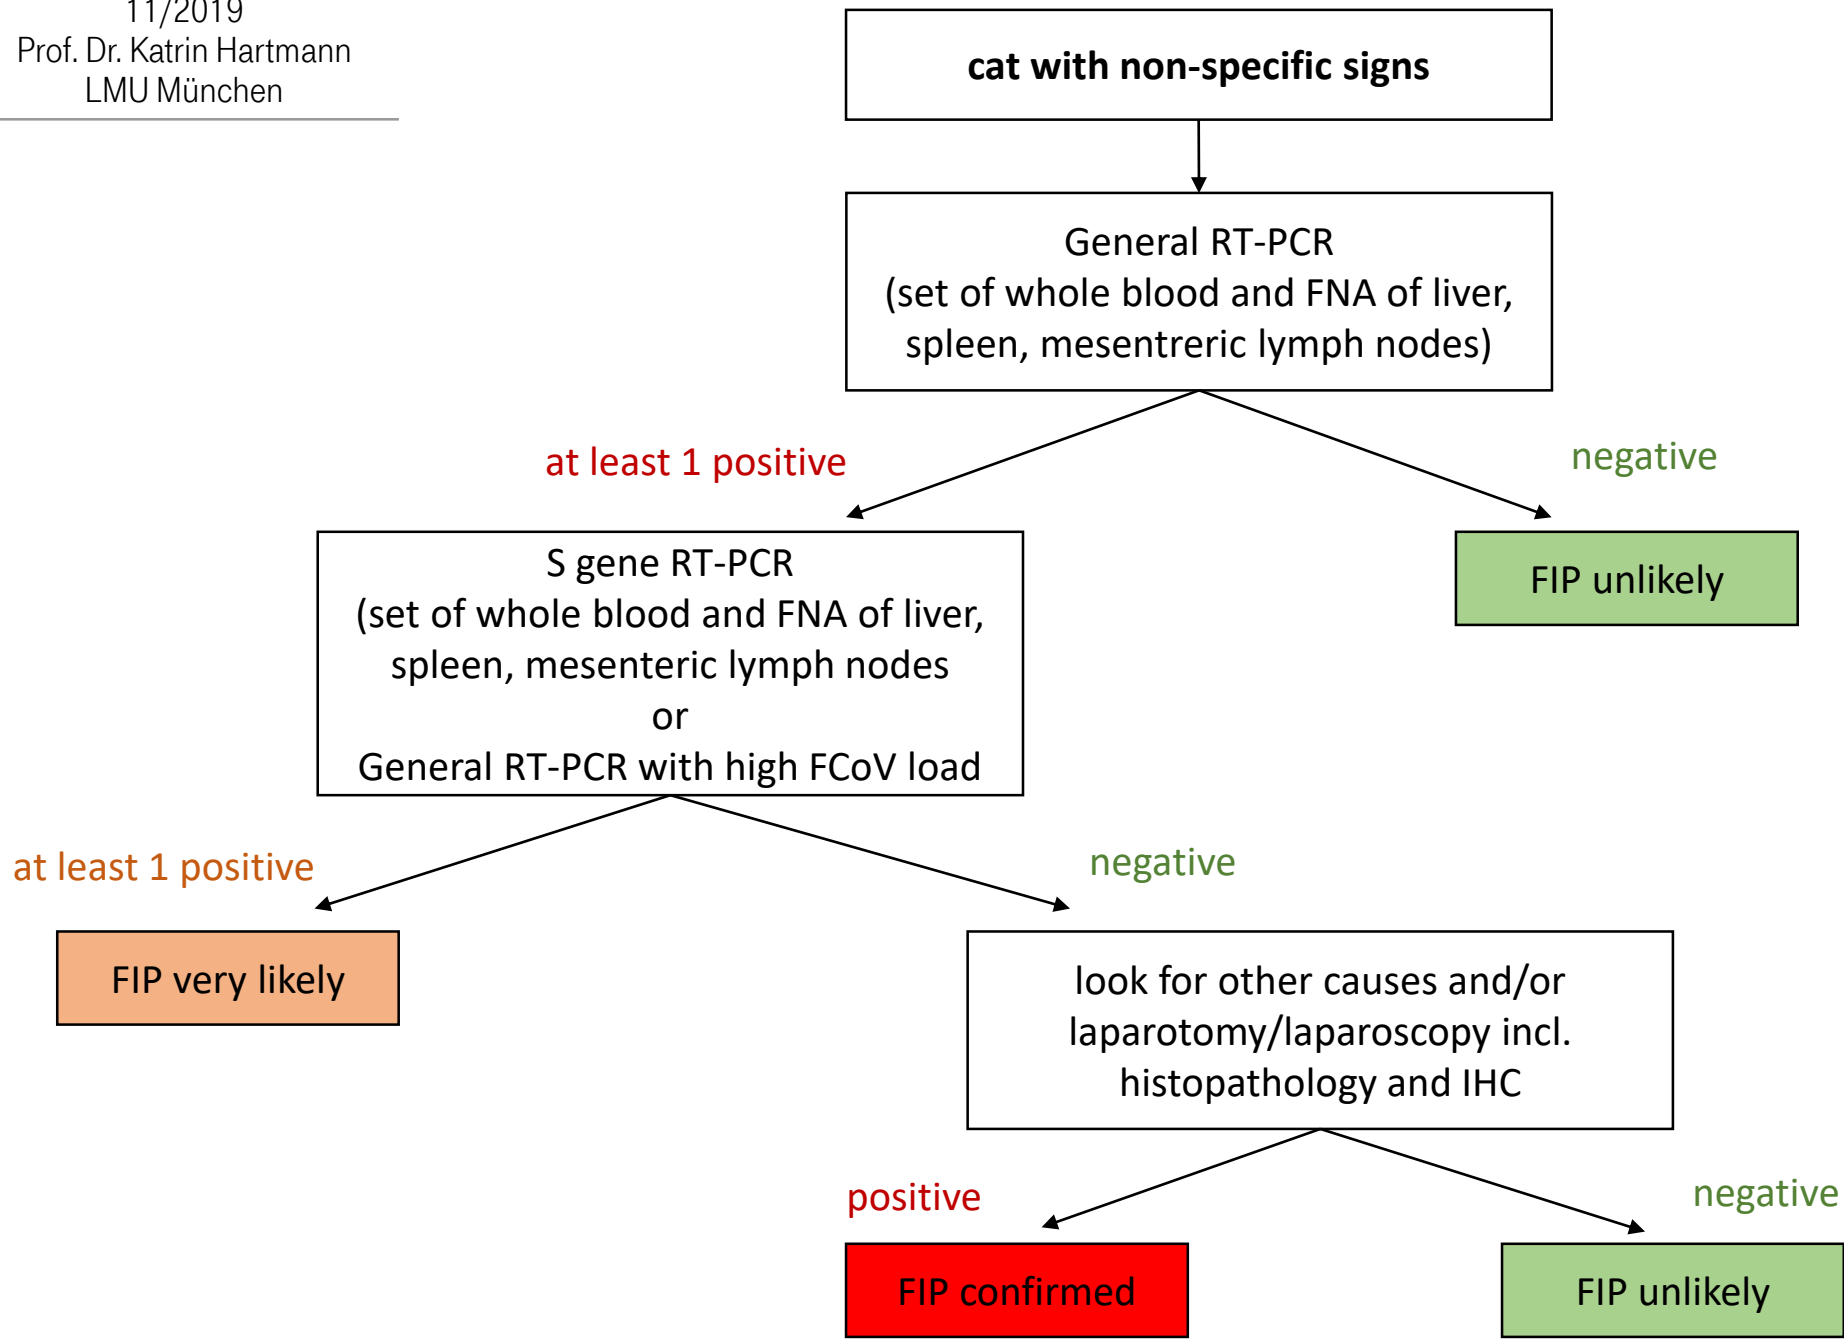 11/2019
Prof. Dr. Katrin Hartmann
LMU München
cat with non-specific signs
General RT-PCR
(set of whole blood and FNA of liver,
spleen, mesentreric lymph nodes)
at least 1 positive
negative
S gene RT-PCR
(set of whole blood and FNA of liver,
spleen, mesenteric lymph nodes
or
General RT-PCR with high FCoV load
FIP unlikely
at least 1 positive
negative
FIP very likely
look for other causes and/or
laparotomy/laparoscopy incl.
histopathology and IHC
positive
negative
FIP confirmed
FIP unlikely